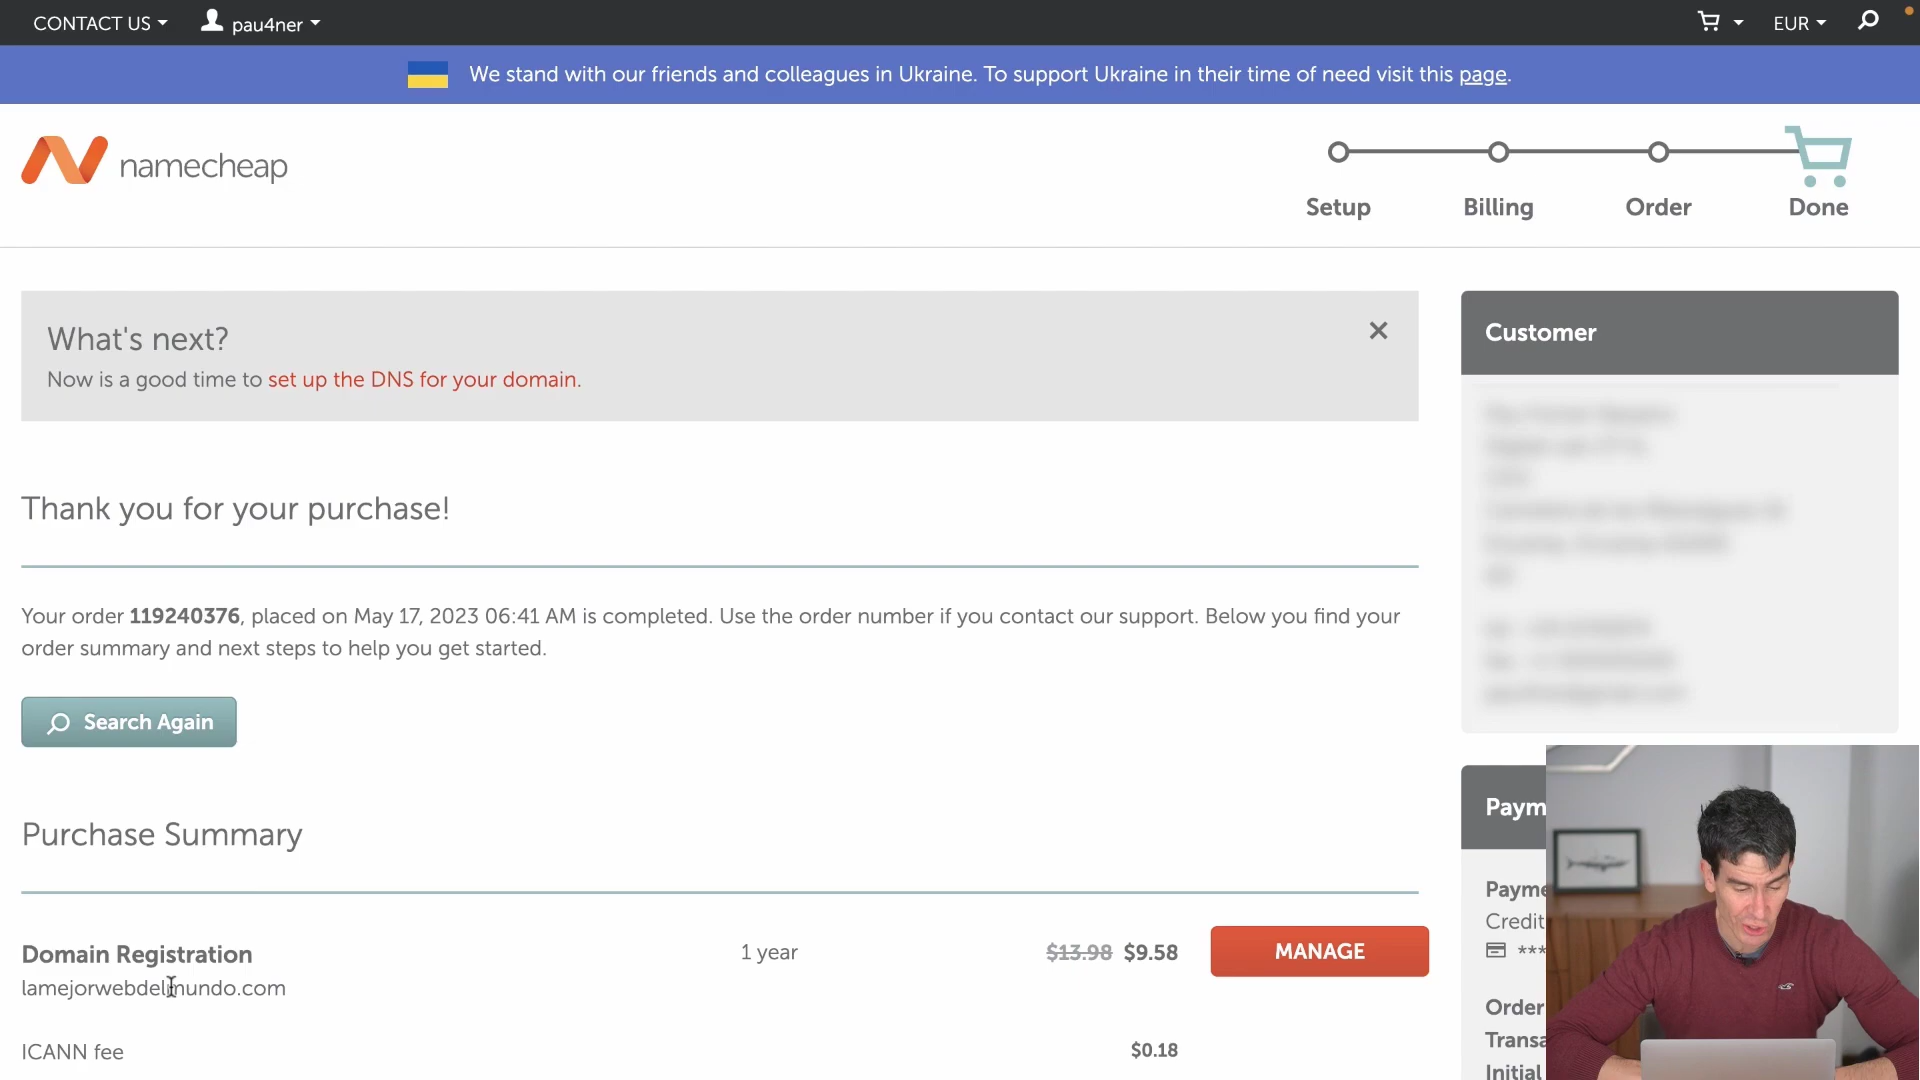 CONTACT US
pau4ner
EUR
We stand with our friends and colleagues in Ukraine. To support Ukraine in their time of need visit this page.
namecheap
Setup
Billing
Order
Done
What's next?
Now is a good time to set up the DNS for your domain.
Customer
Thank you for your purchase!
Your order 119240376, placed on May 17, 2023 06:41 AM is completed. Use the order number if you contact our support. Below you find your
order summary and next steps to help you get started.
Search Again
Purchase Summary
Paym
Payme
Credit
***
Domain Registration
1 year
$13.98 $9.58
MANAGE
lamejorwebdelmundo.com
Order
Transa
ICANN fee
$0.18
Initial